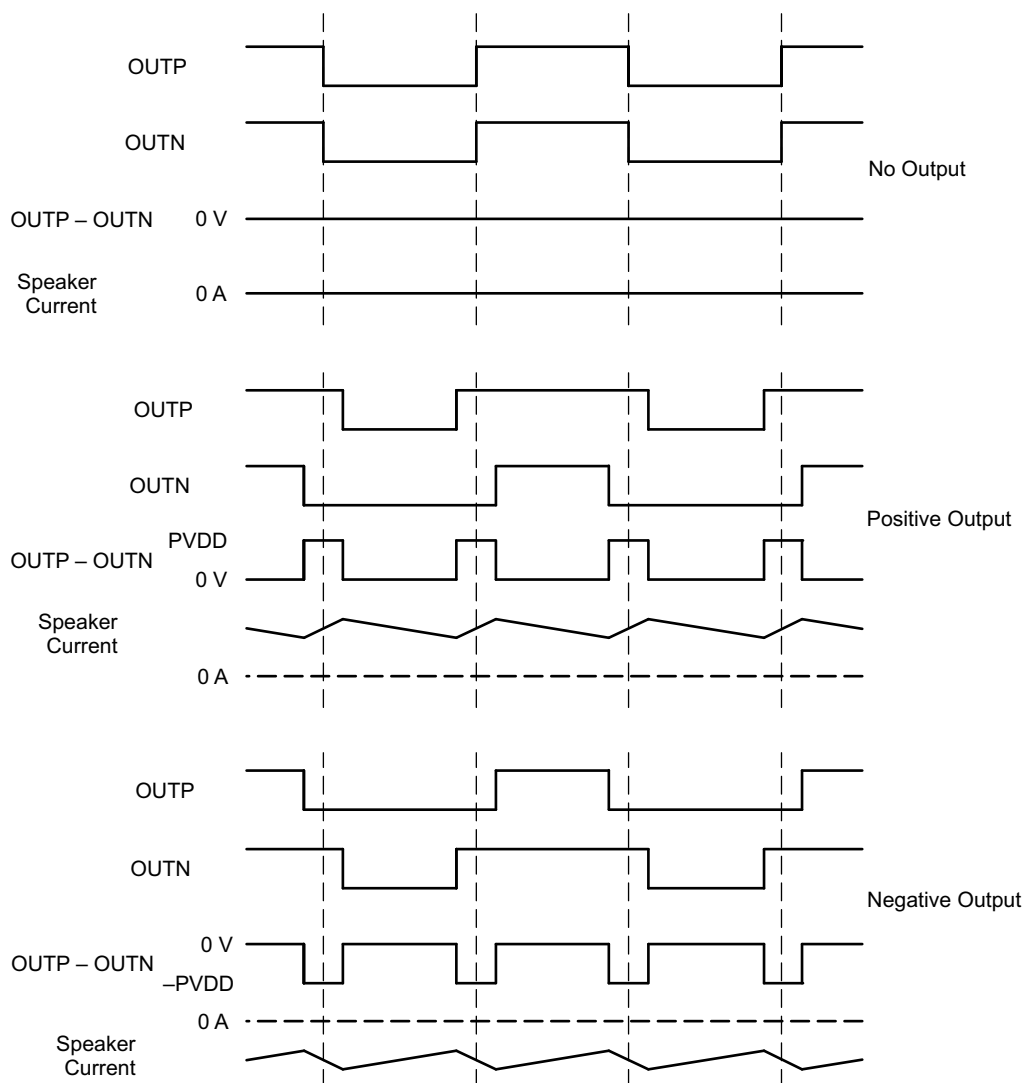 OUTP
OUTN
No Output
OUTP – OUTN 0 V
Speaker
Current
0 A
OUTP
OUTN
Positive Output
PVDD
OUTP – OUTN
0 V
Speaker
Current
0 A
OUTP
OUTN
Negative Output
0 V
OUTP – OUTN
–PVDD
0 A
Speaker
Current